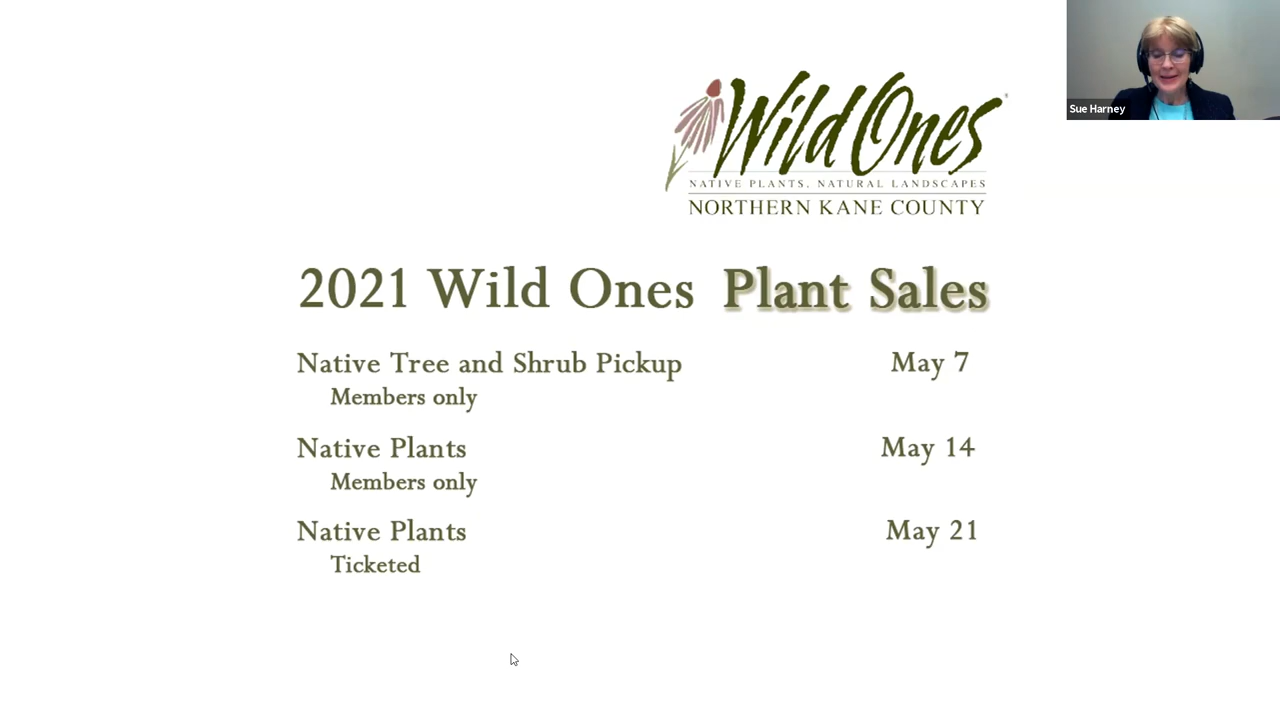 Sue Harney
Wild Ones®
NATIVE PLANTS, NATURAL LANDSCAPES
NORTHERN KANE COUNTY
2021 Wild Ones Plant Sales
Native Tree and Shrub Pickup May 7
Members only
Native Plants May 14
Members only
Native Plants May 21
Ticketed